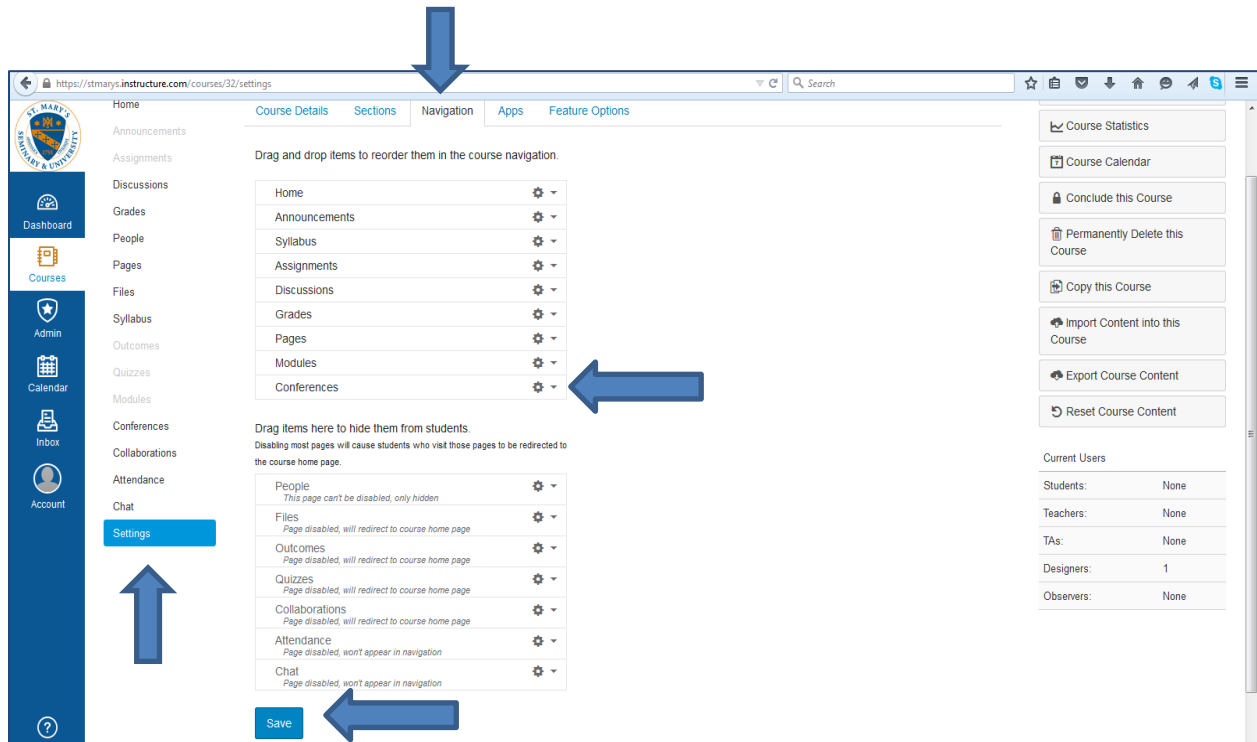 https://stmarys.instructure.com/courses/32/settings
Search
ST. MARY'S
SEMINARY & UNIVERSITY
Dashboard
Courses
Admin
Calendar
Inbox
Account
Home
Announcements
Assignments
Discussions
Grades
People
Pages
Files
Syllabus
Outcomes
Quizzes
Modules
Conferences
Collaborations
Attendance
Chat
Settings
Course Details Sections Navigation Apps Feature Options
Drag and drop items to reorder them in the course navigation.
Home
Announcements
Syllabus
Assignments
Discussions
Grades
Pages
Modules
Conferences
Drag items here to hide them from students.
Disabling most pages will cause students who visit those pages to be redirected to
the course home page.
People
This page can't be disabled, only hidden
Files
Page disabled, will redirect to course home page
Outcomes
Page disabled, will redirect to course home page
Quizzes
Page disabled, will redirect to course home page
Collaborations
Page disabled, will redirect to course home page
Attendance
Page disabled, won't appear in navigation
Chat
Page disabled, won't appear in navigation
Save
Course Statistics
Course Calendar
Conclude this Course
Permanently Delete this
Course
Copy this Course
Import Content into this
Course
Export Course Content
Reset Course Content
Current Users
Students: None
Teachers: None
TAs: None
Designers: 1
Observers: None